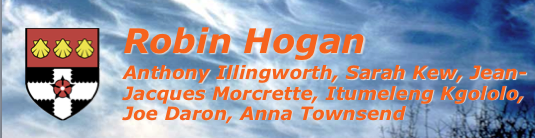 Robin Hogan
Anthony Illingworth, Sarah Kew, Jean-
Jacques Morcrette, Itumeleng Kgololo,
Joe Daron, Anna Townsend